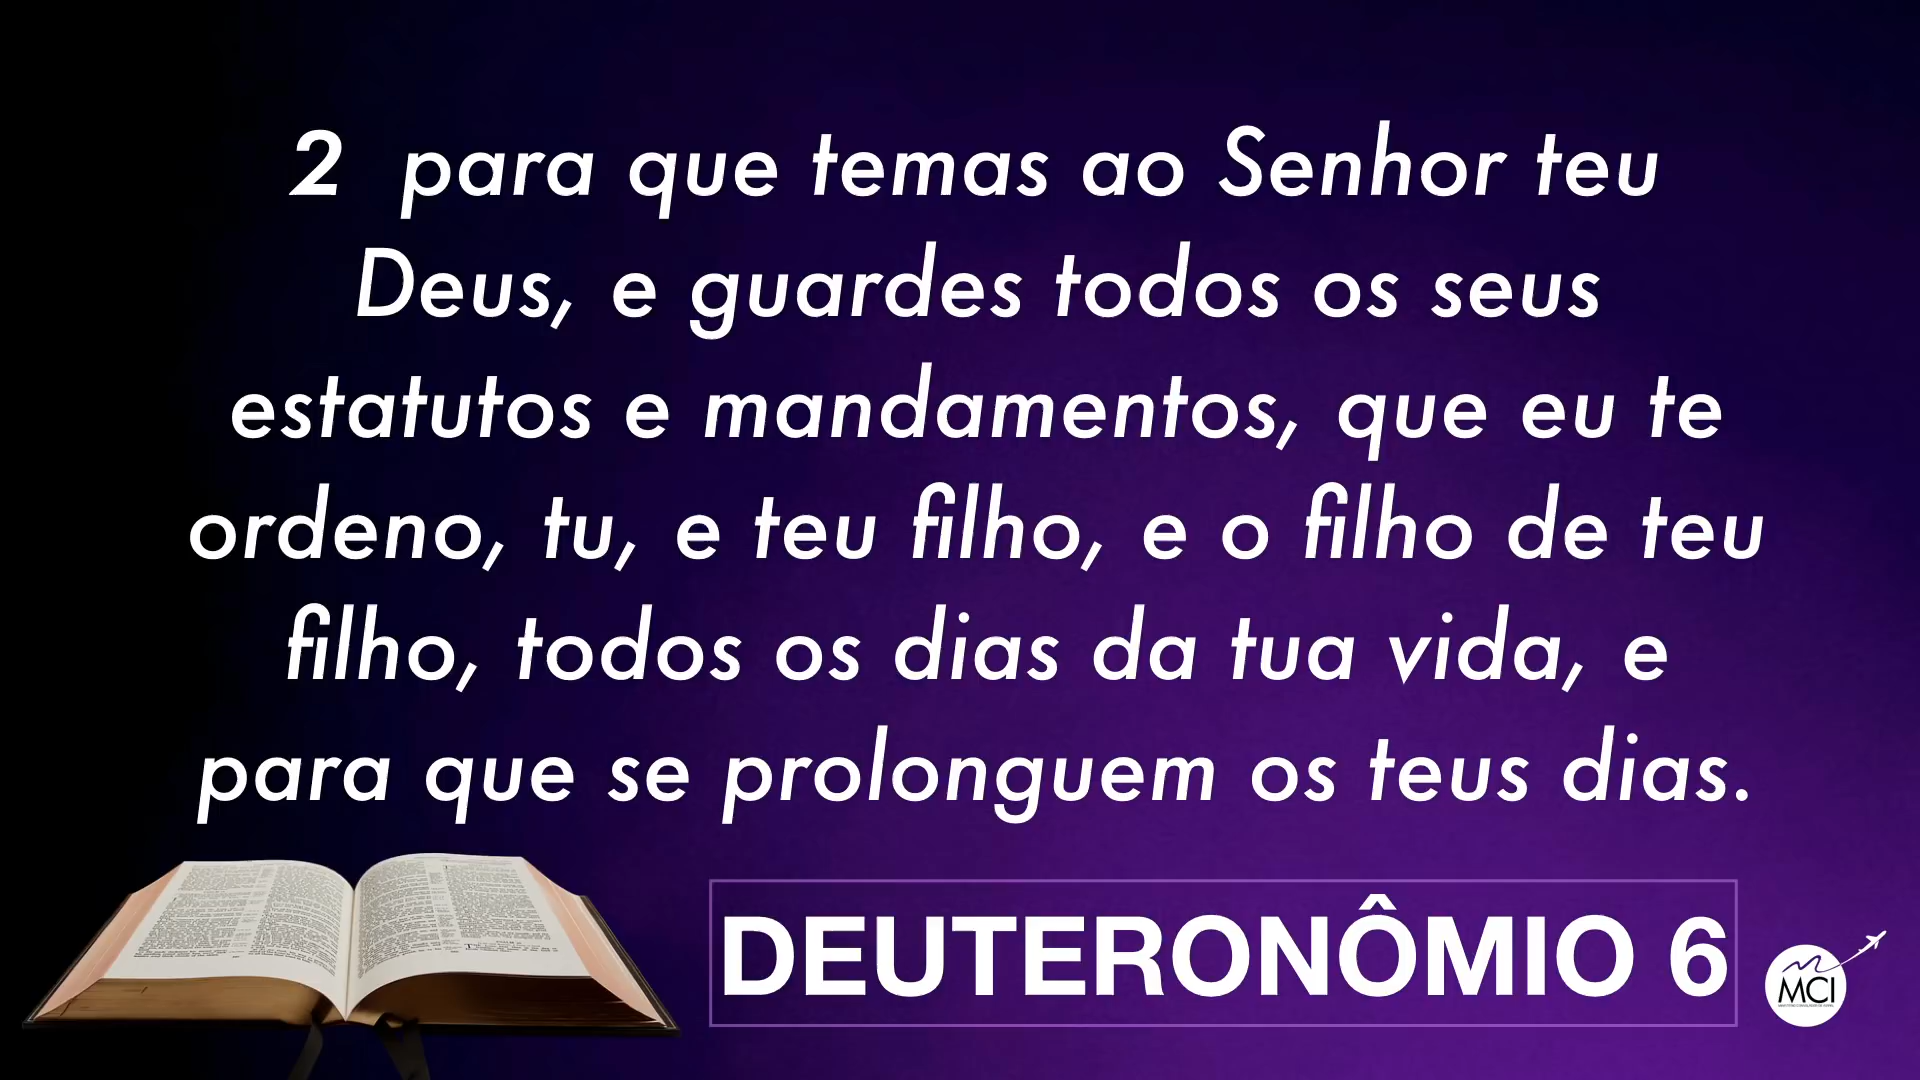 2 para que temas ao Senhor teu
Deus, e guardes todos os seus
estatutos e mandamentos, que eu te
ordeno, tu, e teu filho, e o filho de teu
filho, todos os dias da tua vida, e
para que se prolonguem os teus dias.
DEUTERONÔMIO 6
MCI